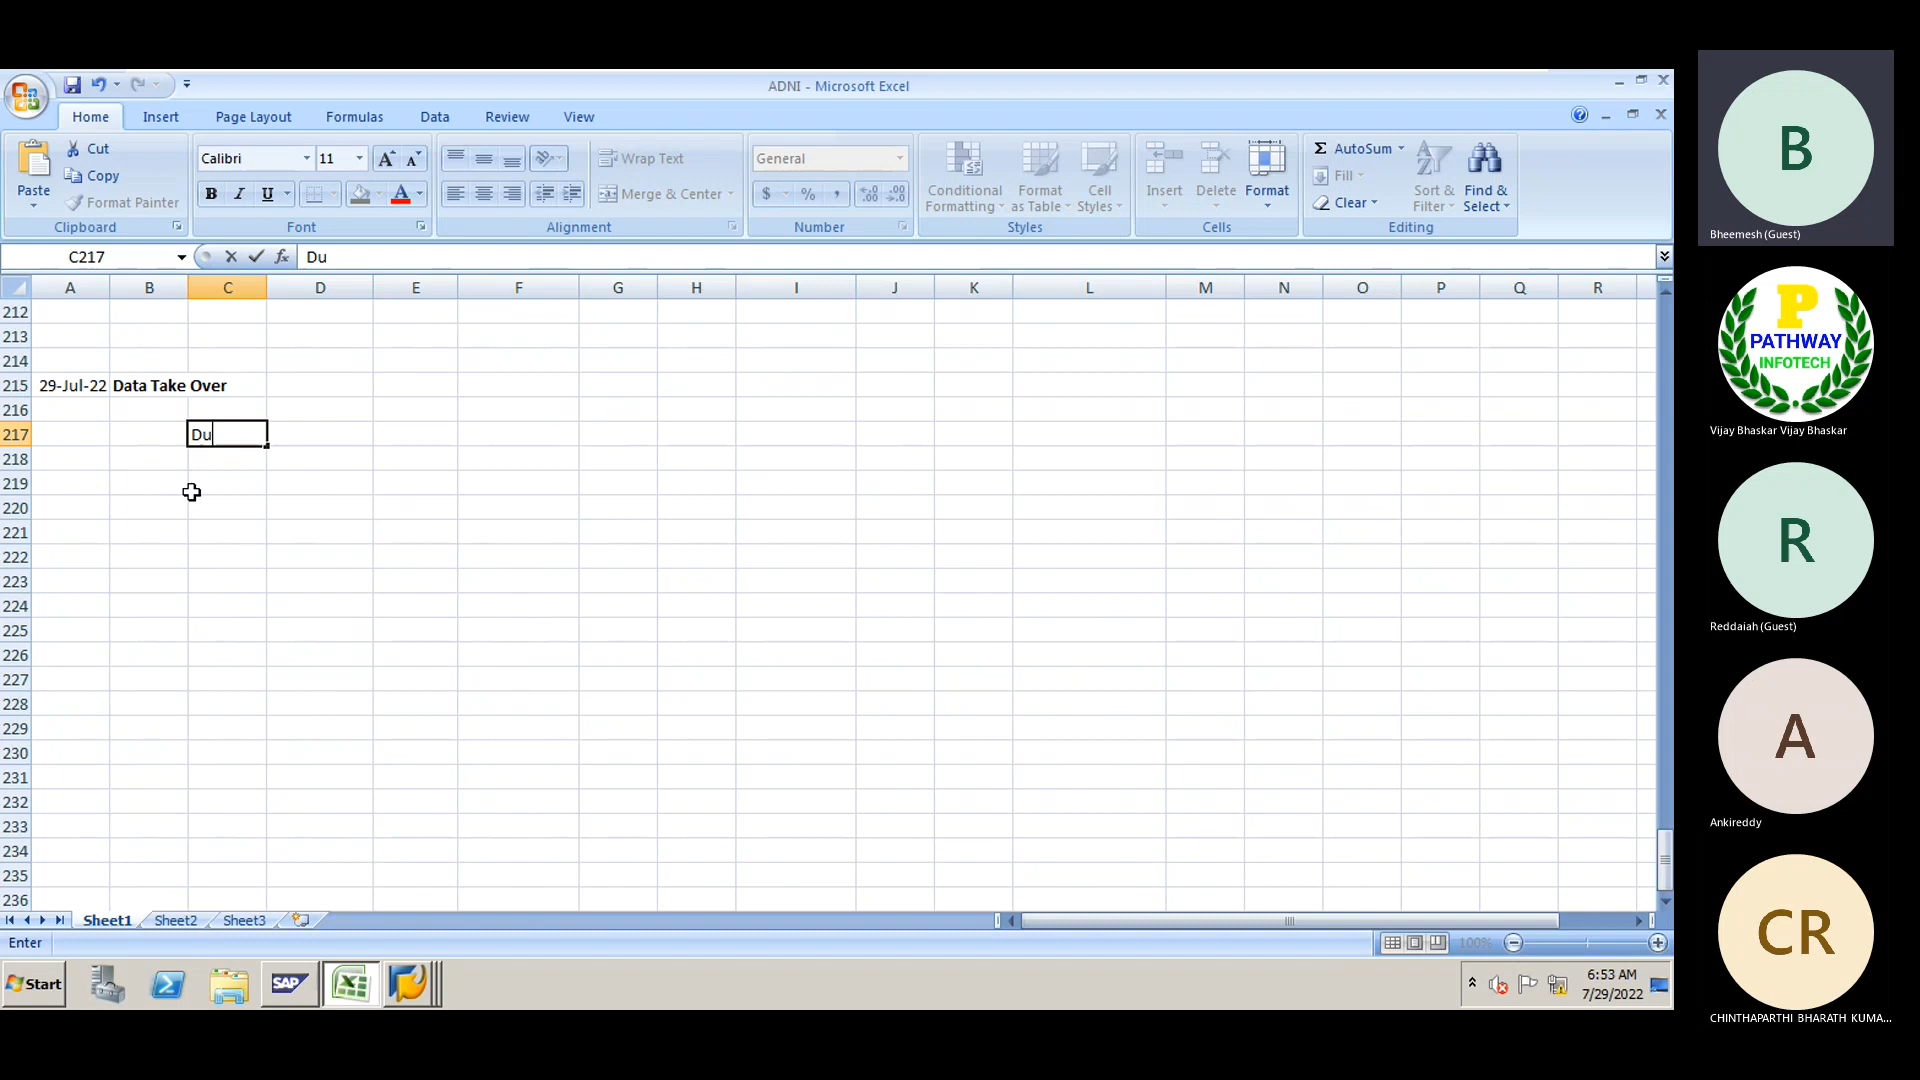 ADNI - Microsoft Excel
Home Insert Page Layout Formulas Data Review View
Paste Cut Copy Format Painter Clipboard
Calibri 11 A A B I U A Font
Wrap Text Merge & Center Alignment
General $ % , .00 .00 Number
Conditional Formatting Format as Table Cell Styles Styles
Insert Delete Format Cells
Σ AutoSum Fill Clear Sort & Filter Find & Select Editing
C217 fx Du
A B C D E F G H I J K L M N O P Q R
212
213
214
215 29-Jul-22 Data Take Over
216
217 Du
218
219
220
221
222
223
224
225
226
227
228
229
230
231
232
233
234
235
236
Sheet1 Sheet2 Sheet3
Enter 100%
Start SAP 6:53 AM
7/29/2022
B
Bheemesh (Guest)
P
PATHWAY
INFOTECH
Vijay Bhaskar Vijay Bhaskar
R
Reddaiah (Guest)
A
Ankireddy
CR
CHINTHAPARTHI BHARATH KUMA...